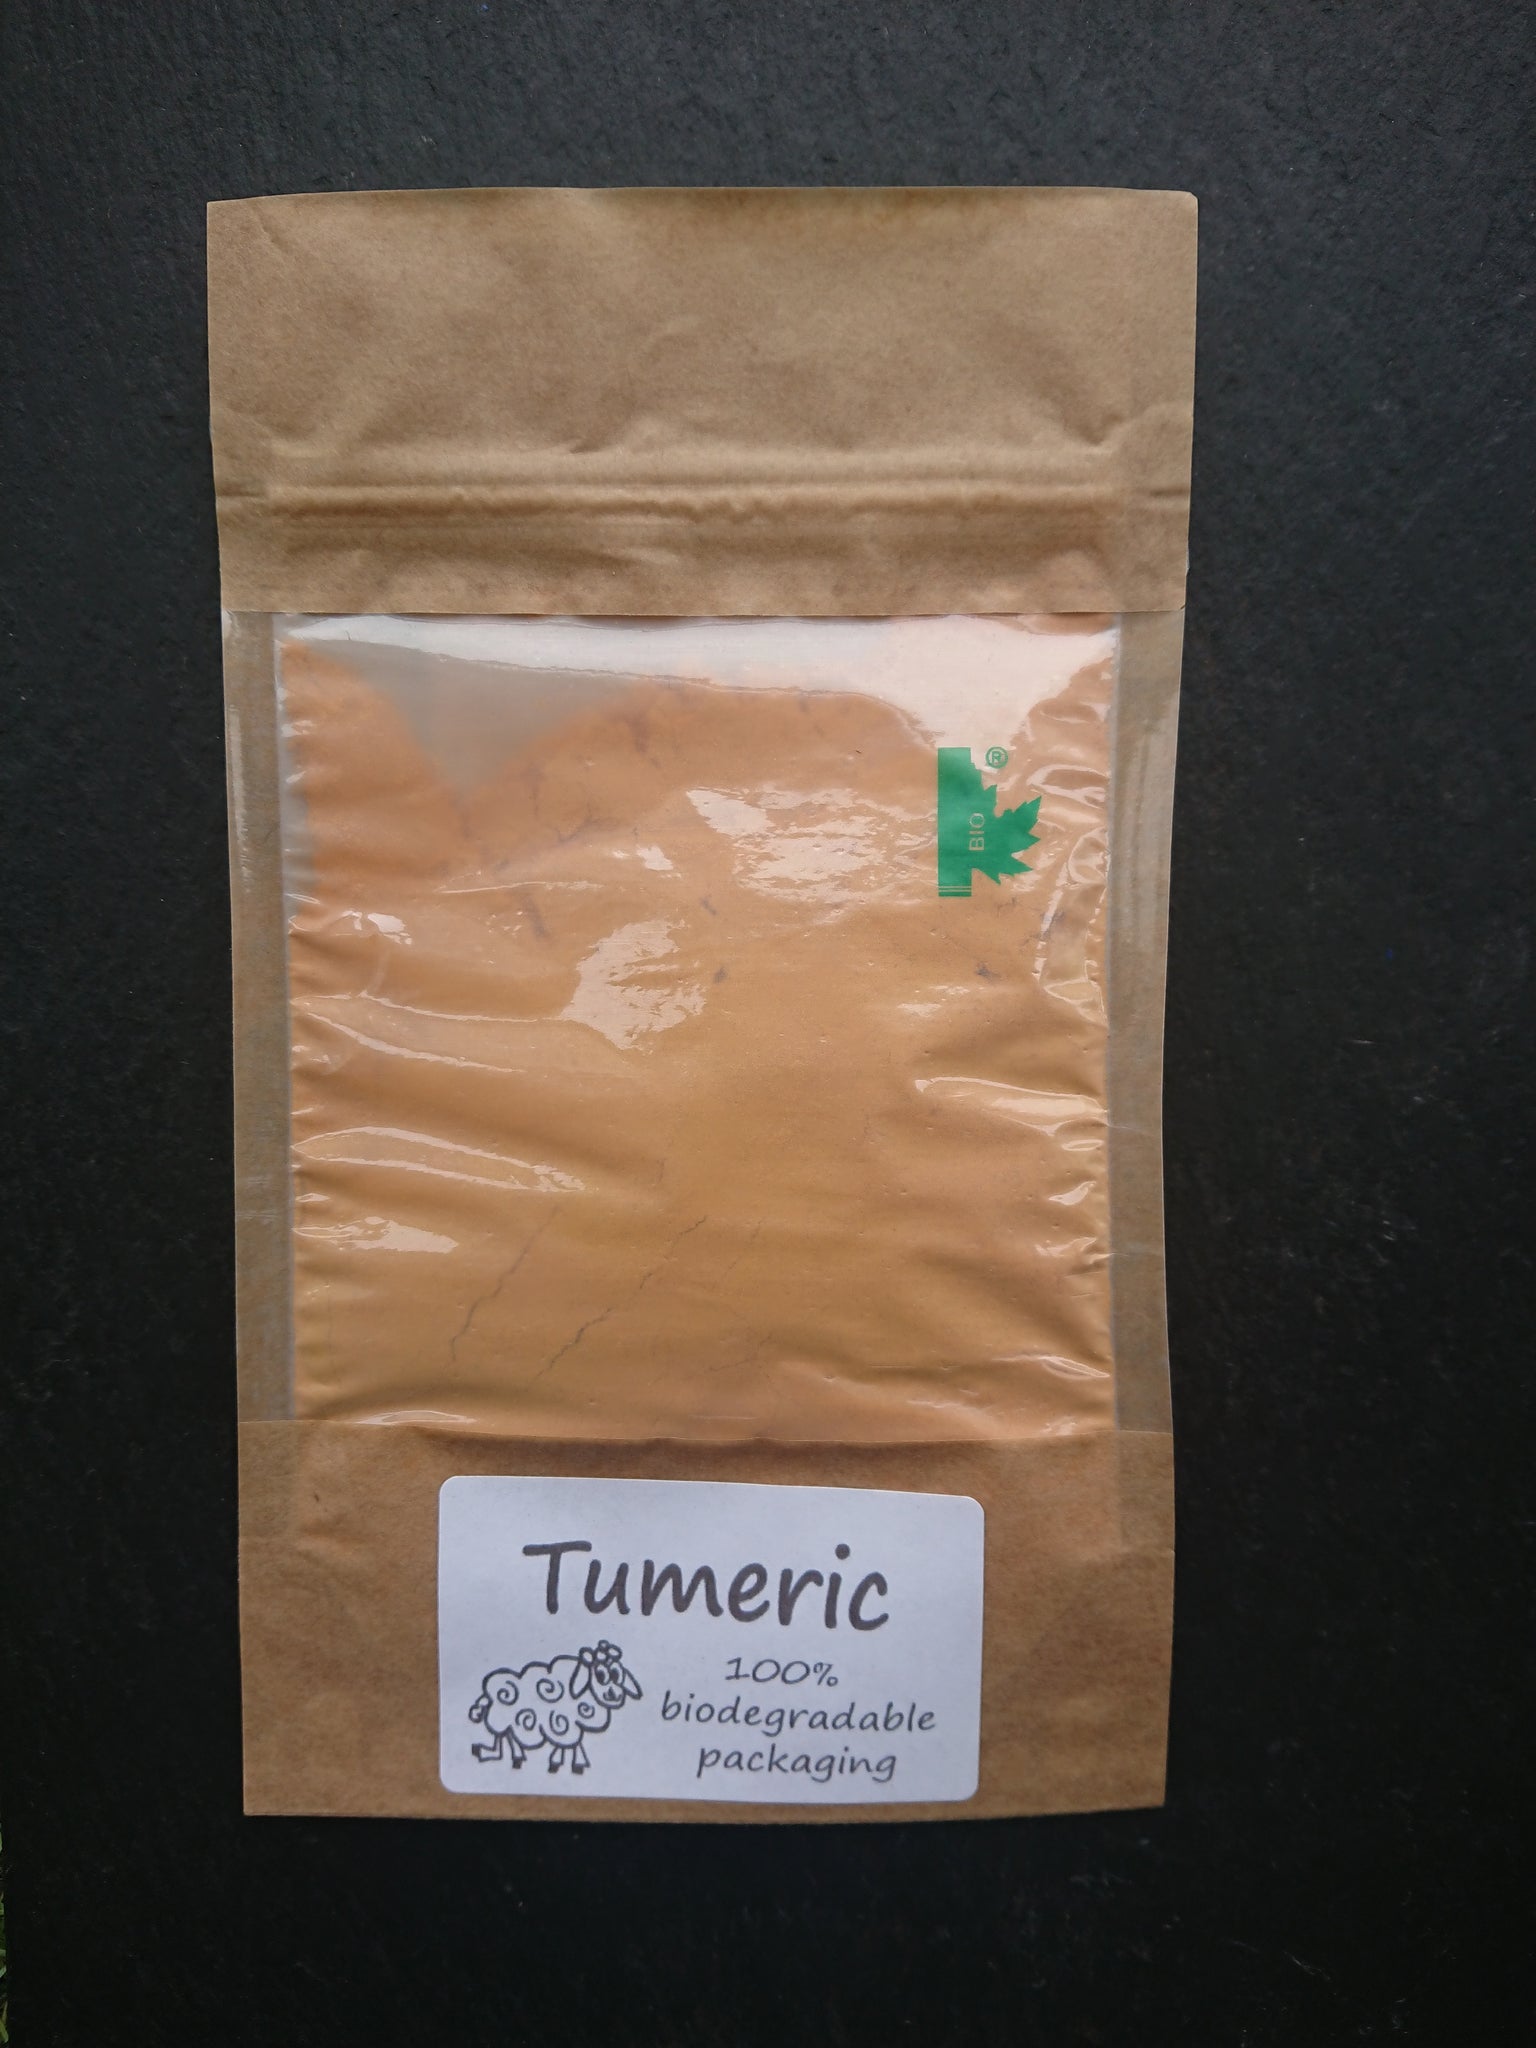 ®
BIO
Tumeric
100%
biodegradable
packaging